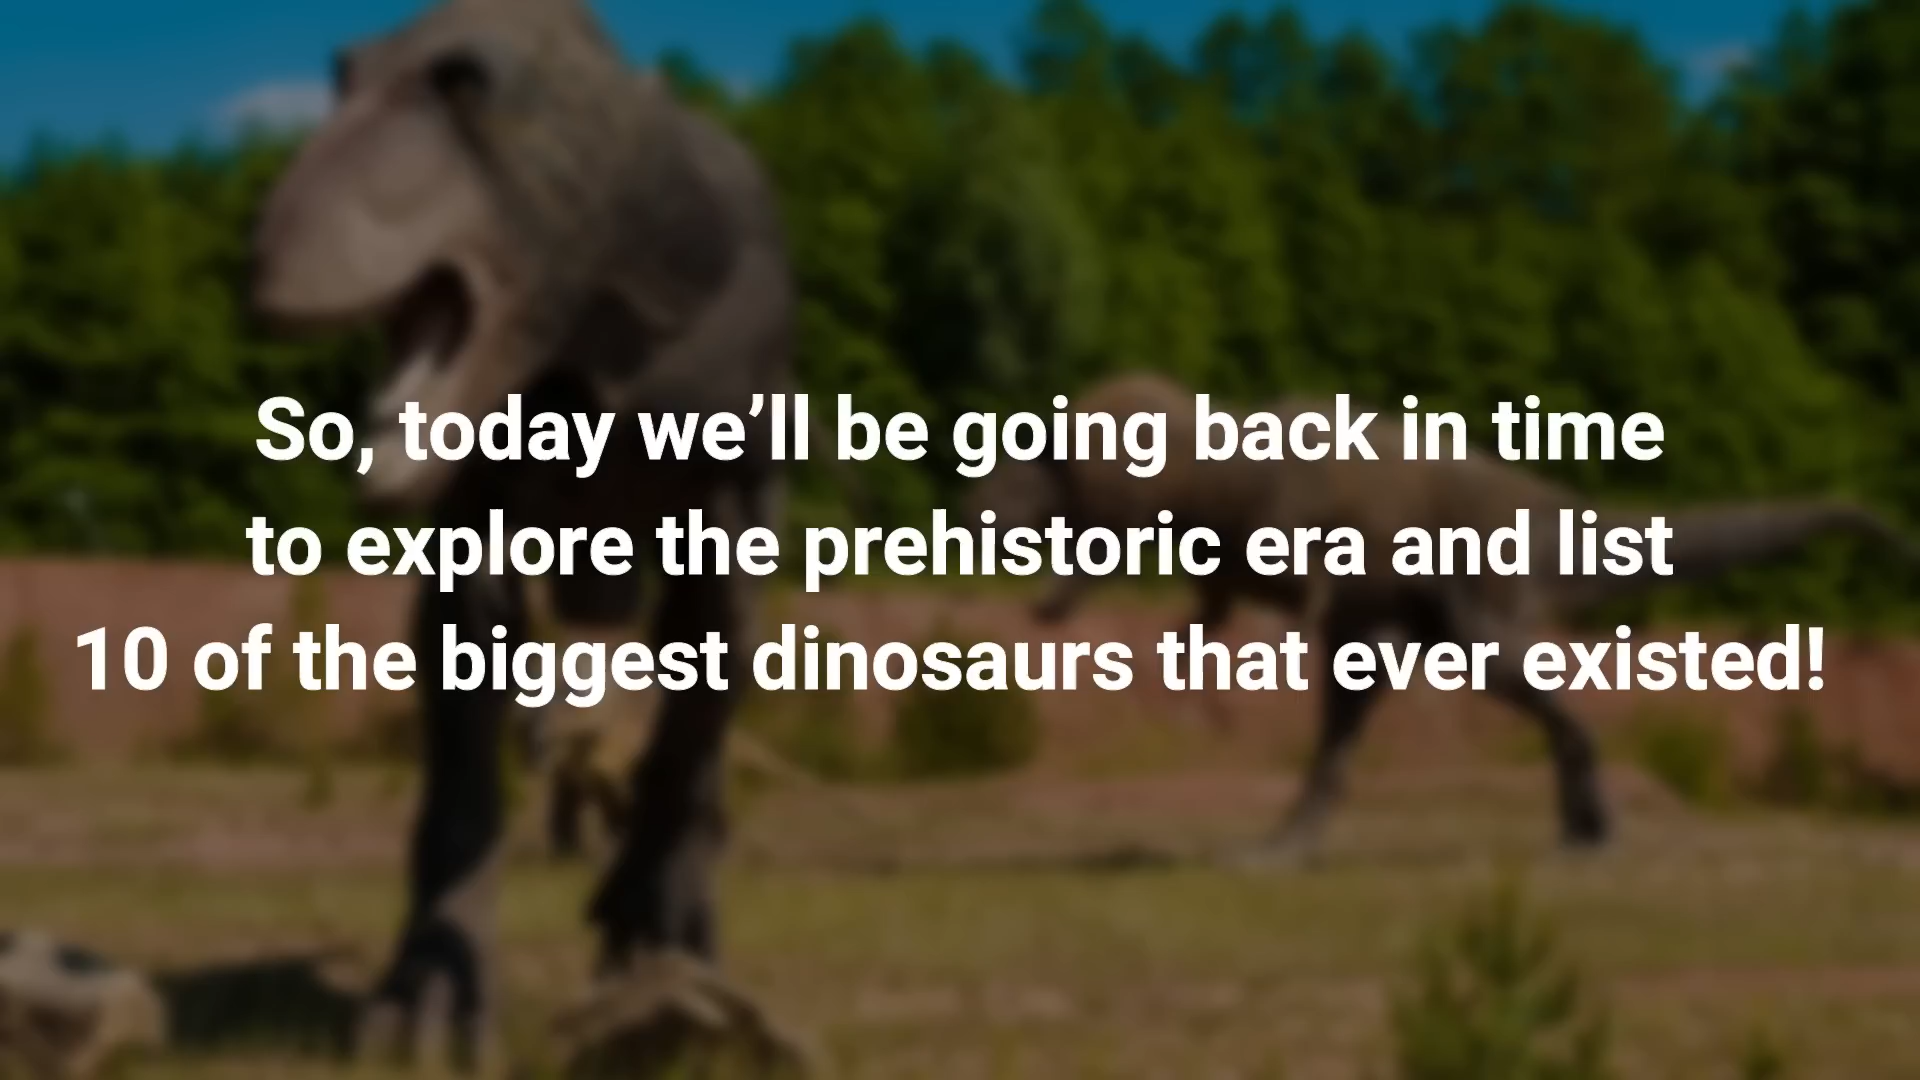 So, today we’ll be going back in time
to explore the prehistoric era and list
10 of the biggest dinosaurs that ever existed!